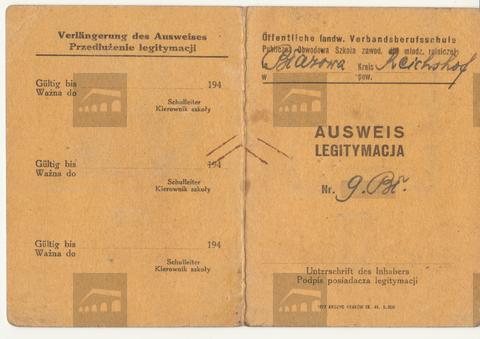 Verlängerung des Ausweises
Przedłużenie legitymacji
Gültig bis 194
Ważna do
Schulleiter
Kierownik szkoły
Gültig bis 194
Ważna do
Schulleiter
Kierownik szkoły
Gültig bis 194
Ważna do
Schulleiter
Kierownik szkoły
Öffentliche landw. Verbandsberufsschule
Publiczna Obwodowa Szkoła zawod. dla młodz. rolniczej
Błażowa Kreis Reichshof
w pow.
AUSWEIS
LEGITYMACJA
Nr. 9. Bł.
Unterschrift des Inhabers
Podpis posiadacza legitymacji